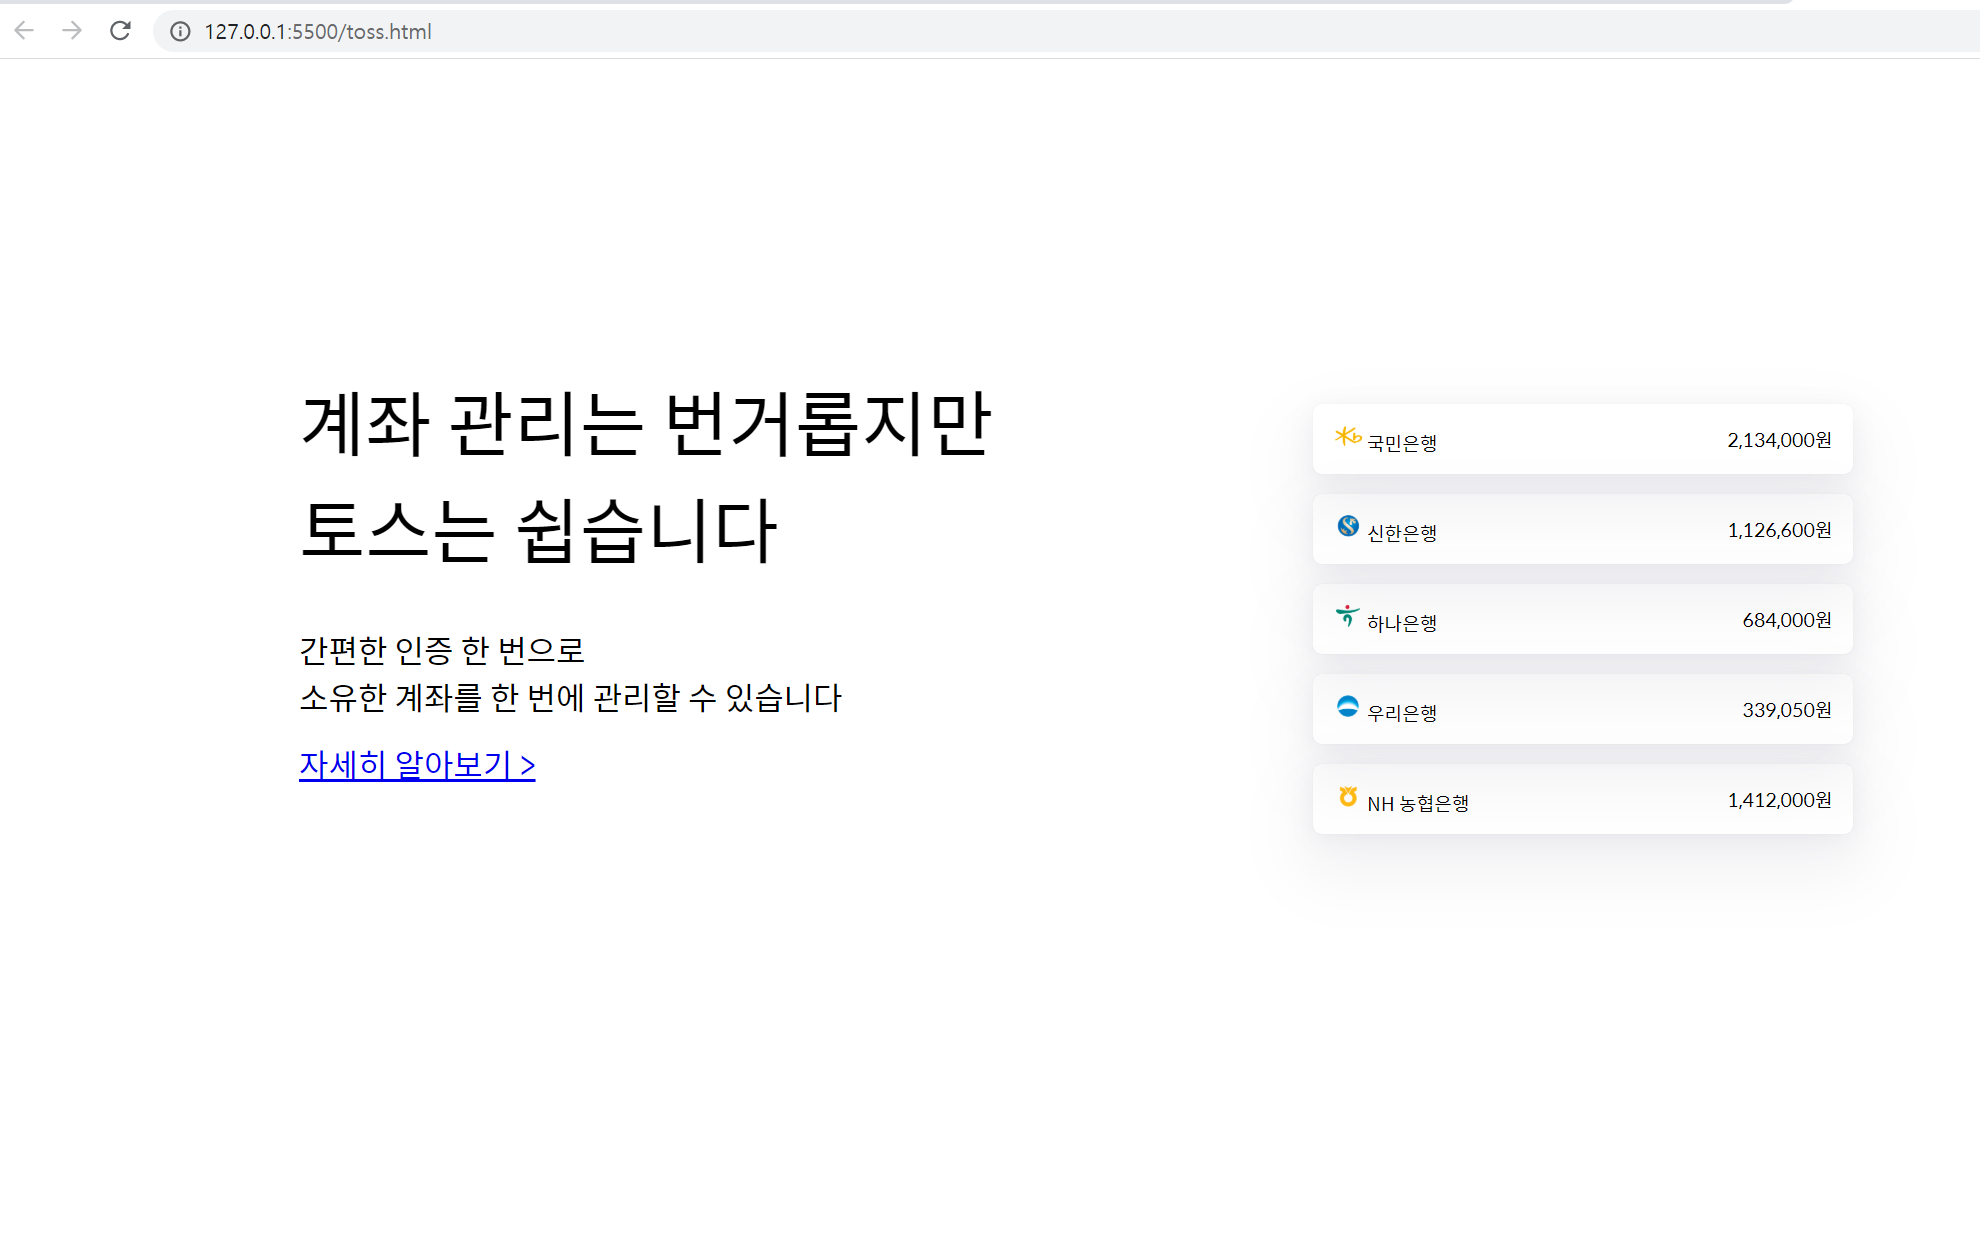 127.0.0.1:5500/toss.html
계좌 관리는 번거롭지만
토스는 쉽습니다
간편한 인증 한 번으로
소유한 계좌를 한 번에 관리할 수 있습니다
자세히 알아보기 >
국민은행 2,134,000원
신한은행 1,126,600원
하나은행 684,000원
우리은행 339,050원
NH 농협은행 1,412,000원